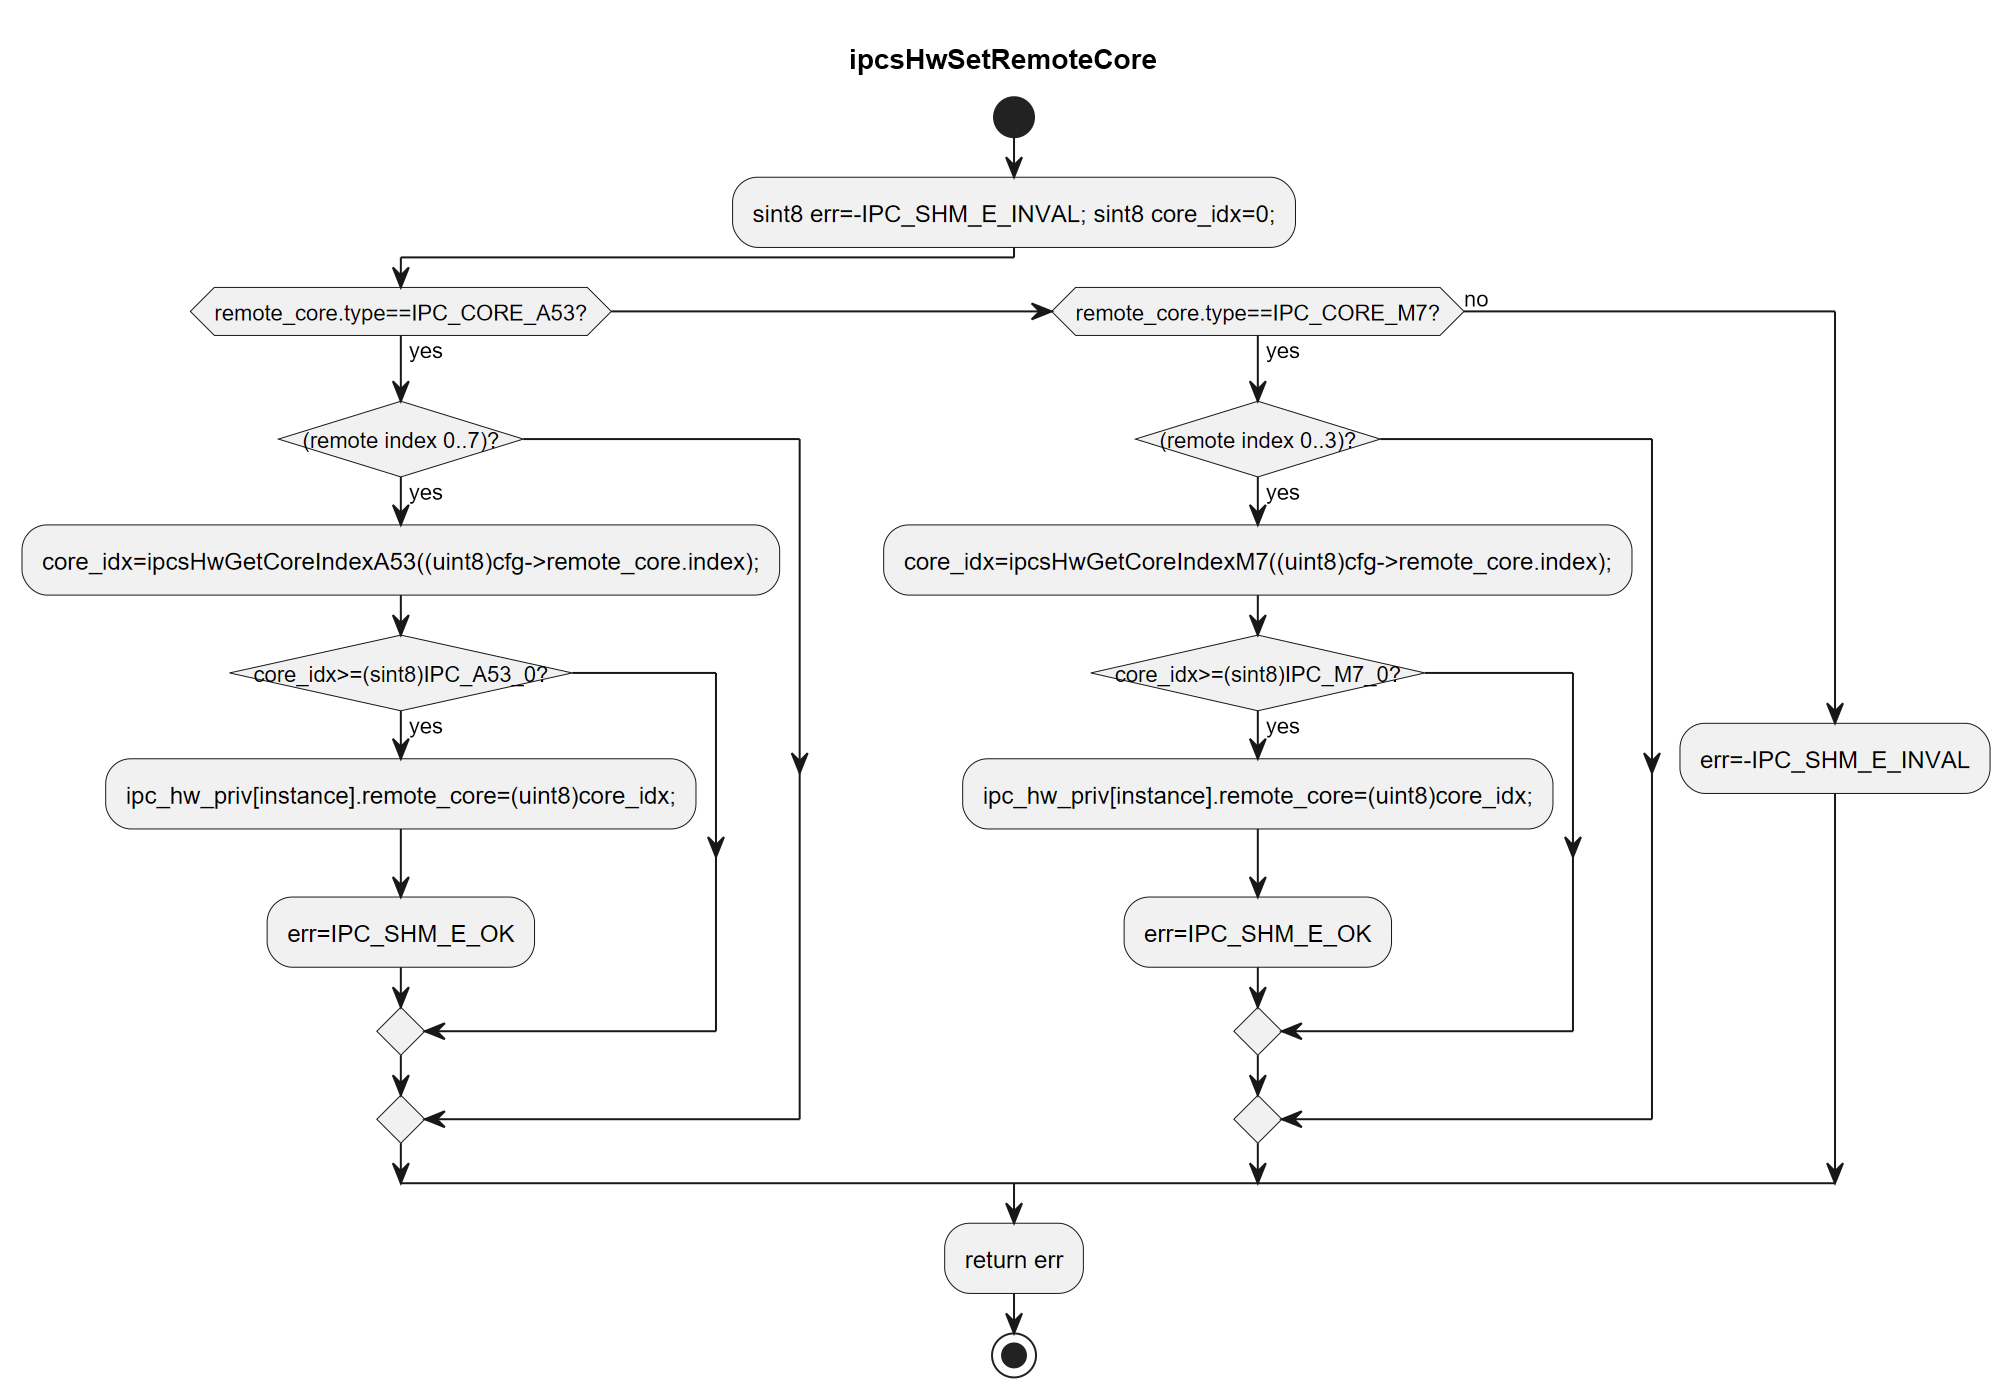 ipcsHwSetRemoteCore
sint8 err=-IPC_SHM_E_INVAL; sint8 core_idx=0;
remote_core.type==IPC_CORE_A53?
yes
(remote index 0..7)?
yes
core_idx=ipcsHwGetCoreIndexA53((uint8)cfg->remote_core.index);
core_idx>=(sint8)IPC_A53_0?
yes
ipc_hw_priv[instance].remote_core=(uint8)core_idx;
err=IPC_SHM_E_OK
remote_core.type==IPC_CORE_M7?
no
yes
(remote index 0..3)?
yes
core_idx=ipcsHwGetCoreIndexM7((uint8)cfg->remote_core.index);
core_idx>=(sint8)IPC_M7_0?
yes
ipc_hw_priv[instance].remote_core=(uint8)core_idx;
err=IPC_SHM_E_OK
err=-IPC_SHM_E_INVAL
return err